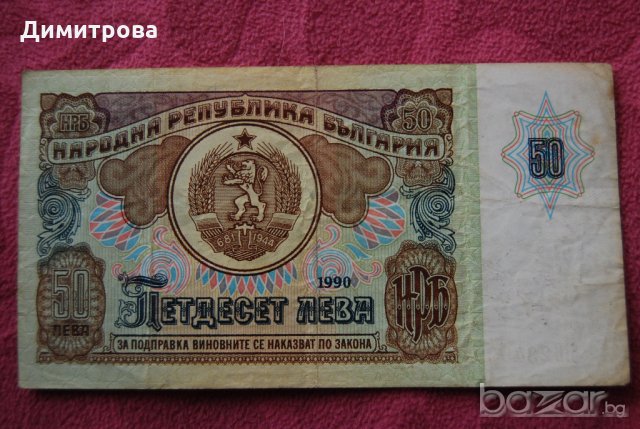 Димитрова
НРБ
50
НАРОДНА РЕПУБЛИКА БЪЛГАРИЯ
50
681 1944
1990
50
ЛЕВА
ПЕТДЕСЕТ ЛЕВА
НРБ
ЗА ПОДПРАВКА ВИНОВНИТЕ СЕ НАКАЗВАТ ПО ЗАКОНА
bazar.bg